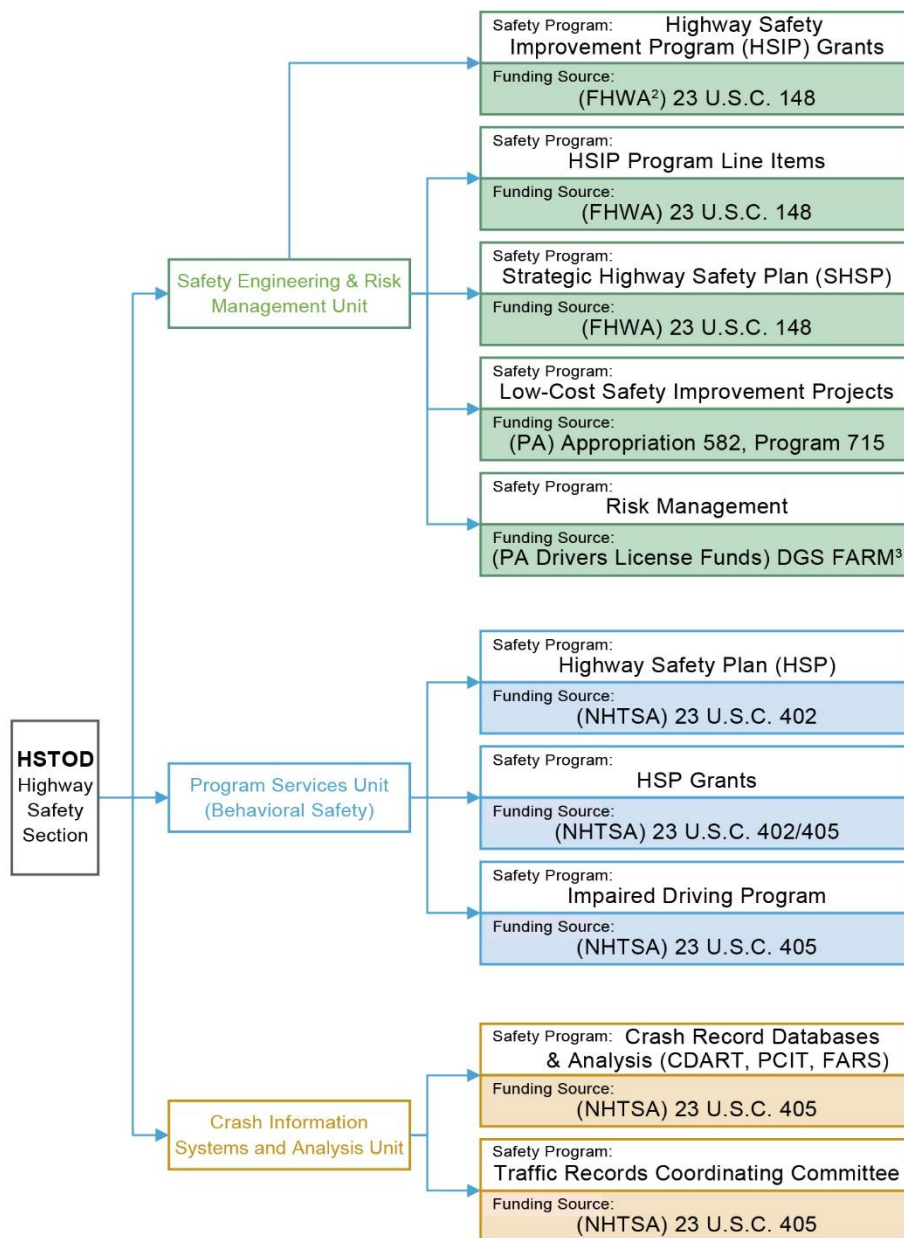 Safety Program: Highway Safety
Improvement Program (HSIP) Grants
Funding Source:
(FHWA²) 23 U.S.C. 148
Safety Program:
HSIP Program Line Items
Funding Source:
(FHWA) 23 U.S.C. 148
Safety Engineering & Risk
Management Unit
Safety Program:
Strategic Highway Safety Plan (SHSP)
Funding Source:
(FHWA) 23 U.S.C. 148
Safety Program:
Low-Cost Safety Improvement Projects
Funding Source:
(PA) Appropriation 582, Program 715
Safety Program:
Risk Management
Funding Source:
(PA Drivers License Funds) DGS FARM³
Safety Program:
Highway Safety Plan (HSP)
Funding Source:
(NHTSA) 23 U.S.C. 402
HSTOD
Highway
Safety
Section
Program Services Unit
(Behavioral Safety)
Safety Program:
HSP Grants
Funding Source:
(NHTSA) 23 U.S.C. 402/405
Safety Program:
Impaired Driving Program
Funding Source:
(NHTSA) 23 U.S.C. 405
Safety Program: Crash Record Databases
& Analysis (CDART, PCIT, FARS)
Funding Source:
(NHTSA) 23 U.S.C. 405
Crash Information
Systems and Analysis Unit
Safety Program:
Traffic Records Coordinating Committee
Funding Source:
(NHTSA) 23 U.S.C. 405